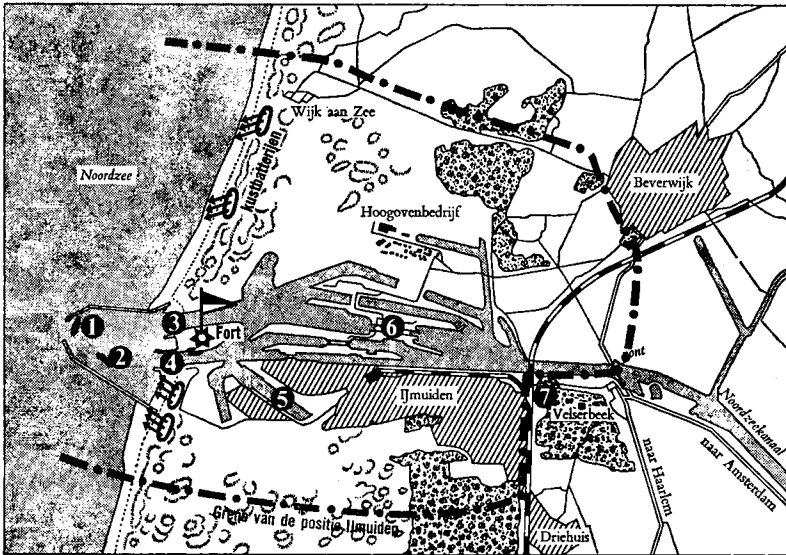 Wijk aan Zee
Noordzee
kustbatterijen
Beverwijk
Hoogovenbedrijf
1
3
Fort
6
2
4
pont
5
IJmuiden
7
Velserbeek
Noordzeekanaal
naar Haarlem
naar Amsterdam
Grens van de positie IJmuiden
Driehuis